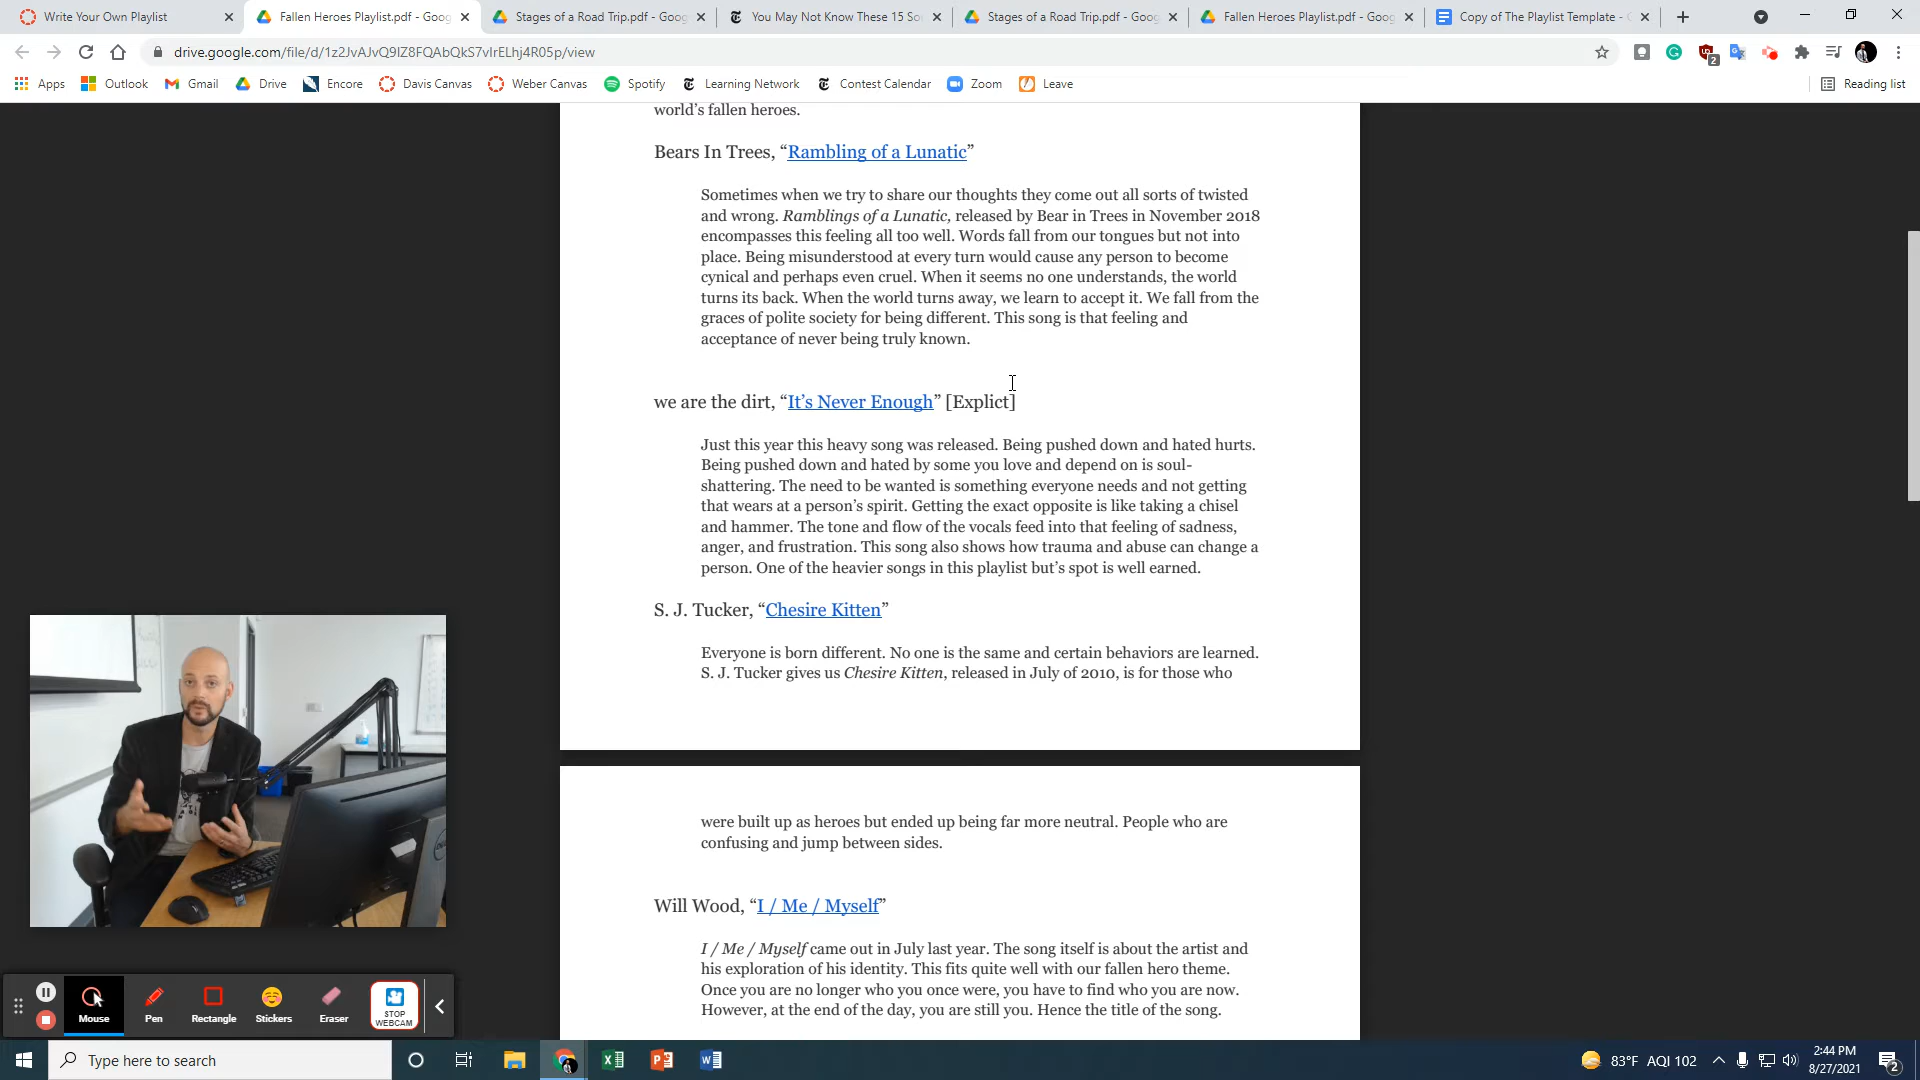 Write Your Own Playlist
Fallen Heroes Playlist.pdf - Goog
Stages of a Road Trip.pdf - Goog
You May Not Know These 15 So
Stages of a Road Trip.pdf - Goog
Fallen Heroes Playlist.pdf - Goog
Copy of The Playlist Template - G
drive.google.com/file/d/1z2JvAJvQ9IZ8FQAbQkS7vIrELhj4R05p/view
2
Apps Outlook Gmail Drive Encore Davis Canvas Weber Canvas Spotify Learning Network Contest Calendar Zoom Leave Reading list
world’s fallen heroes.
Bears In Trees, “Rambling of a Lunatic”
Sometimes when we try to share our thoughts they come out all sorts of twisted
and wrong. Ramblings of a Lunatic, released by Bear in Trees in November 2018
encompasses this feeling all too well. Words fall from our tongues but not into
place. Being misunderstood at every turn would cause any person to become
cynical and perhaps even cruel. When it seems no one understands, the world
turns its back. When the world turns away, we learn to accept it. We fall from the
graces of polite society for being different. This song is that feeling and
acceptance of never being truly known.
we are the dirt, “It’s Never Enough” [Explict]
Just this year this heavy song was released. Being pushed down and hated hurts.
Being pushed down and hated by some you love and depend on is soul-
shattering. The need to be wanted is something everyone needs and not getting
that wears at a person’s spirit. Getting the exact opposite is like taking a chisel
and hammer. The tone and flow of the vocals feed into that feeling of sadness,
anger, and frustration. This song also shows how trauma and abuse can change a
person. One of the heavier songs in this playlist but’s spot is well earned.
S. J. Tucker, “Chesire Kitten”
Everyone is born different. No one is the same and certain behaviors are learned.
S. J. Tucker gives us Chesire Kitten, released in July of 2010, is for those who
were built up as heroes but ended up being far more neutral. People who are
confusing and jump between sides.
Will Wood, “I / Me / Myself”
I / Me / Myself came out in July last year. The song itself is about the artist and
his exploration of his identity. This fits quite well with our fallen hero theme.
Once you are no longer who you once were, you have to find who you are now.
However, at the end of the day, you are still you. Hence the title of the song.
Mouse Pen Rectangle Stickers Eraser STOP
WEBCAM
Type here to search
83°F AQI 102
2:44 PM
8/27/2021
2